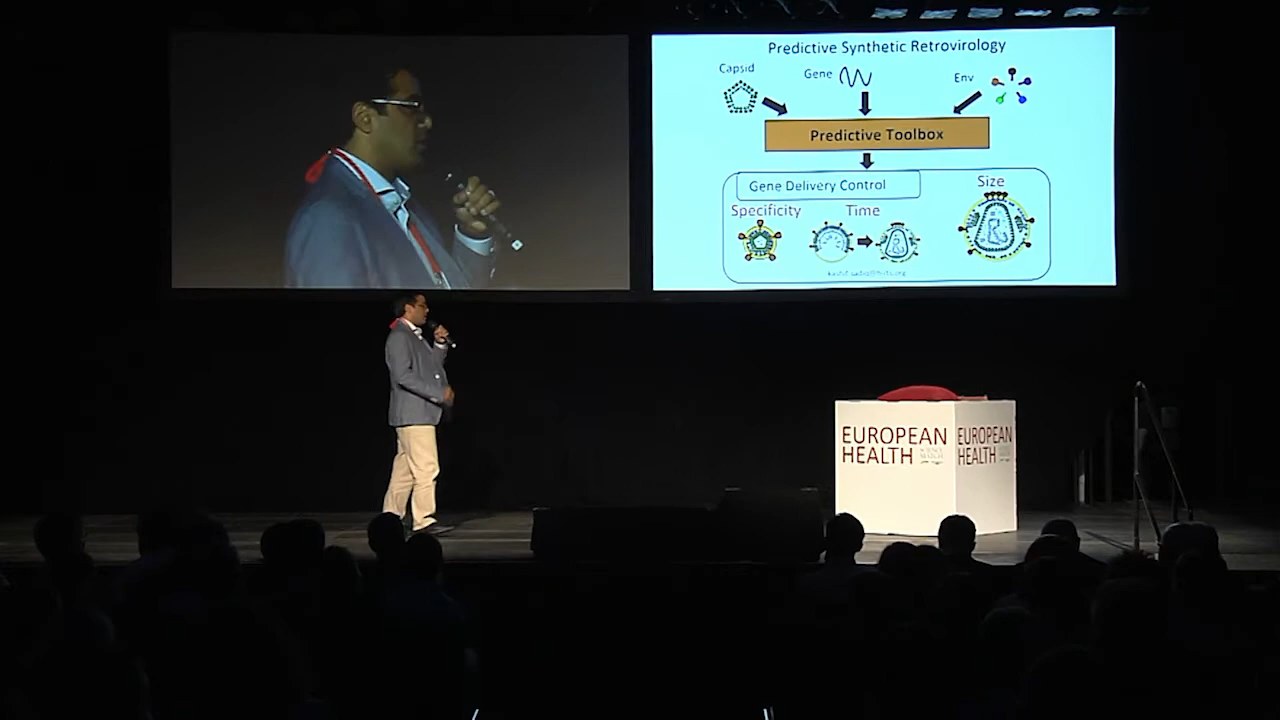 Predictive Synthetic Retrovirology
Capsid
Gene
Env
Predictive Toolbox
Gene Delivery Control
Size
Specificity
Time
EUROPEAN
HEALTH
EUROPEAN
HEALTH